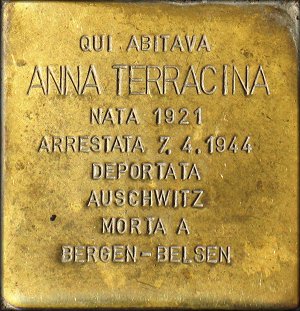 QUI ABITAVA
ANNA TERRACINA
NATA 1921
ARRESTATA 7.4.1944
DEPORTATA
AUSCHWITZ
MORTA A
BERGEN-BELSEN